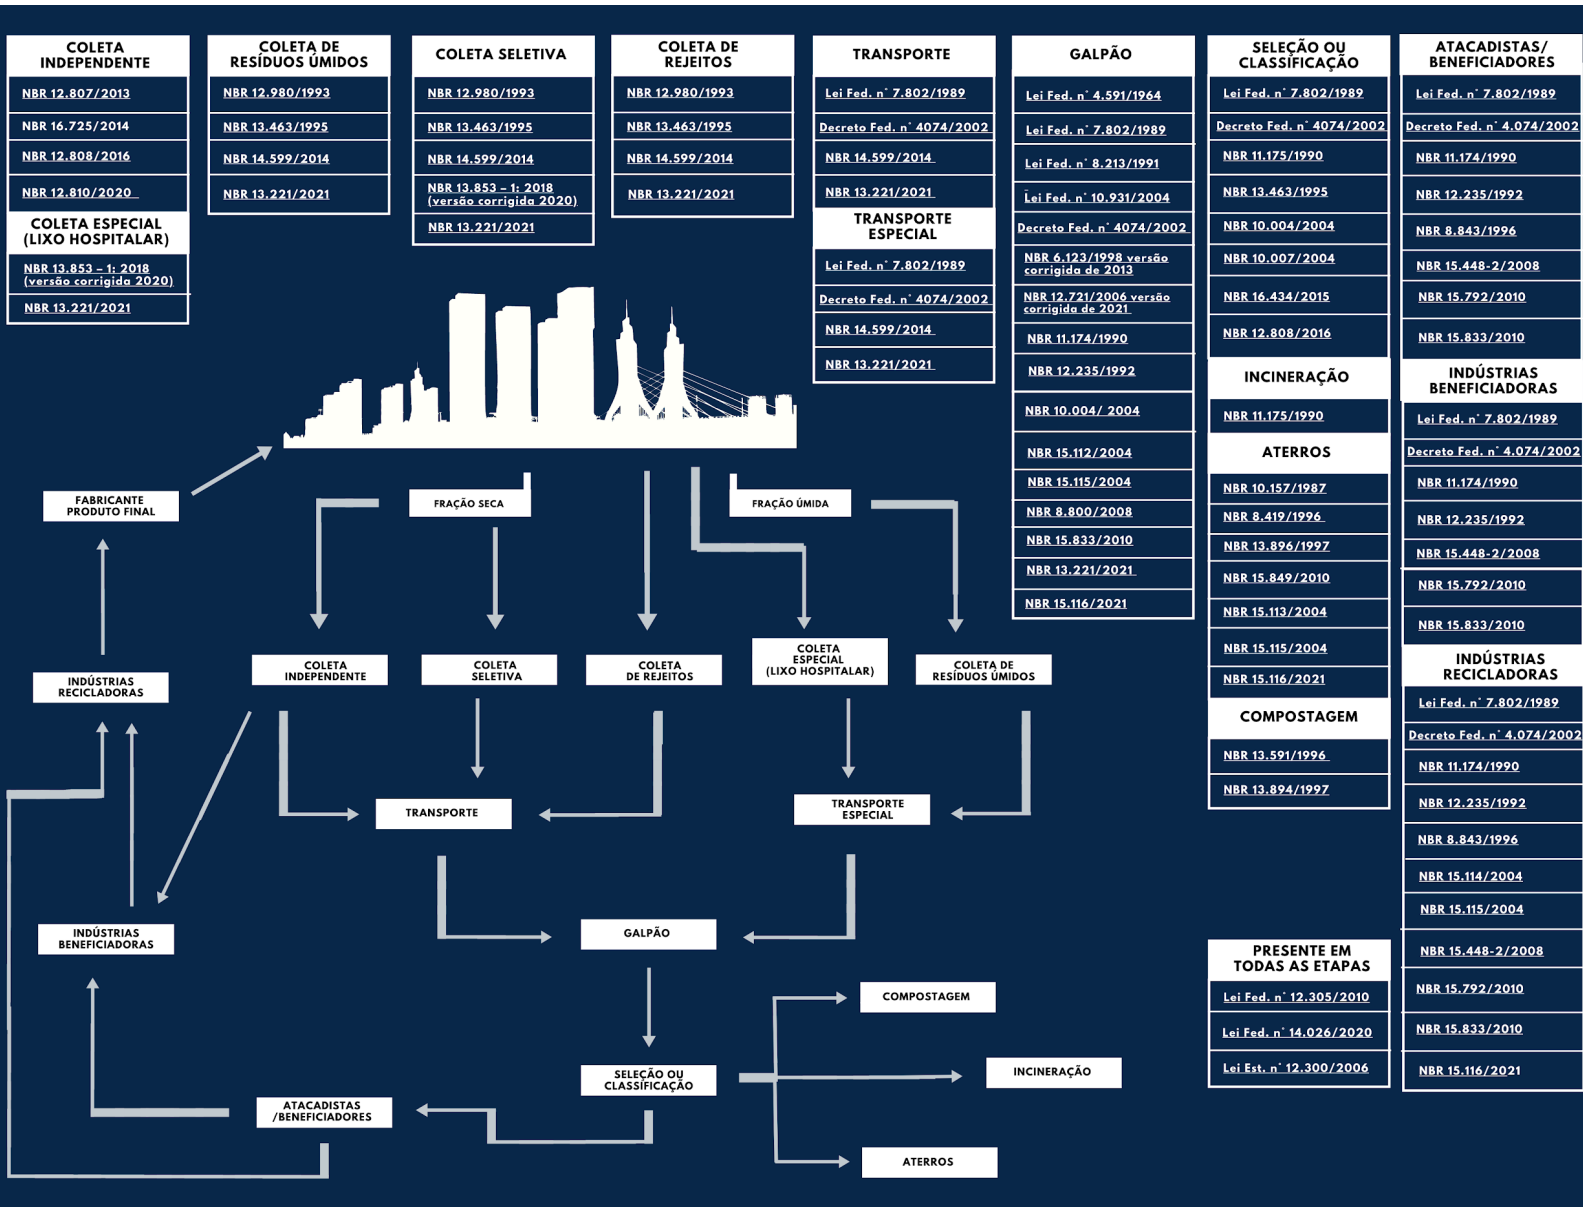 COLETA
INDEPENDENTE
NBR 12.807/2013
NBR 16.725/2014
NBR 12.808/2016
NBR 12.810/2020
COLETA ESPECIAL
(LIXO HOSPITALAR)
NBR 13.853 – 1: 2018
(versão corrigida 2020)
NBR 13.221/2021
COLETA DE
RESÍDUOS ÚMIDOS
NBR 12.980/1993
NBR 13.463/1995
NBR 14.599/2014
NBR 13.221/2021
COLETA SELETIVA
NBR 12.980/1993
NBR 13.463/1995
NBR 14.599/2014
NBR 13.853 – 1: 2018
(versão corrigida 2020)
NBR 13.221/2021
COLETA DE
REJEITOS
NBR 12.980/1993
NBR 13.463/1995
NBR 14.599/2014
NBR 13.221/2021
TRANSPORTE
Lei Fed. n° 7.802/1989
Decreto Fed. n° 4074/2002
NBR 14.599/2014
NBR 13.221/2021
TRANSPORTE
ESPECIAL
Lei Fed. n° 7.802/1989
Decreto Fed. n° 4074/2002
NBR 14.599/2014
NBR 13.221/2021
GALPÃO
Lei Fed. n° 4.591/1964
Lei Fed. n° 7.802/1989
Lei Fed. n° 8.213/1991
Lei Fed. n° 10.931/2004
Decreto Fed. n° 4074/2002
NBR 6.123/1998 versão
corrigida de 2013
NBR 12.721/2006 versão
corrigida de 2021
NBR 11.174/1990
NBR 12.235/1992
NBR 10.004/ 2004
NBR 15.112/2004
NBR 15.115/2004
NBR 8.800/2008
NBR 15.833/2010
NBR 13.221/2021
NBR 15.116/2021
SELEÇÃO OU
CLASSIFICAÇÃO
Lei Fed. n° 7.802/1989
Decreto Fed. n° 4074/2002
NBR 11.175/1990
NBR 13.463/1995
NBR 10.004/2004
NBR 10.007/2004
NBR 16.434/2015
NBR 12.808/2016
INCINERAÇÃO
NBR 11.175/1990
ATERROS
NBR 10.157/1987
NBR 8.419/1996
NBR 13.896/1997
NBR 15.849/2010
NBR 15.113/2004
NBR 15.115/2004
NBR 15.116/2021
COMPOSTAGEM
NBR 13.591/1996
NBR 13.894/1997
PRESENTE EM
TODAS AS ETAPAS
Lei Fed. n° 12.305/2010
Lei Fed. n° 14.026/2020
Lei Est. n° 12.300/2006
ATACADISTAS/
BENEFICIADORES
Lei Fed. n° 7.802/1989
Decreto Fed. n° 4.074/2002
NBR 11.174/1990
NBR 12.235/1992
NBR 8.843/1996
NBR 15.448-2/2008
NBR 15.792/2010
NBR 15.833/2010
INDÚSTRIAS
BENEFICIADORAS
Lei Fed. n° 7.802/1989
Decreto Fed. n° 4.074/2002
NBR 11.174/1990
NBR 12.235/1992
NBR 15.448-2/2008
NBR 15.792/2010
NBR 15.833/2010
INDÚSTRIAS
RECICLADORAS
Lei Fed. n° 7.802/1989
Decreto Fed. n° 4.074/2002
NBR 11.174/1990
NBR 12.235/1992
NBR 8.843/1996
NBR 15.114/2004
NBR 15.115/2004
NBR 15.448-2/2008
NBR 15.792/2010
NBR 15.833/2010
NBR 15.116/2021
FABRICANTE
PRODUTO FINAL
FRAÇÃO SECA
FRAÇÃO ÚMIDA
INDÚSTRIAS
RECICLADORAS
COLETA
INDEPENDENTE
COLETA
SELETIVA
COLETA
DE REJEITOS
COLETA
ESPECIAL
(LIXO HOSPITALAR)
COLETA DE
RESÍDUOS ÚMIDOS
TRANSPORTE
TRANSPORTE
ESPECIAL
INDÚSTRIAS
BENEFICIADORAS
GALPÃO
COMPOSTAGEM
SELEÇÃO OU
CLASSIFICAÇÃO
INCINERAÇÃO
ATACADISTAS
/BENEFICIADORES
ATERROS